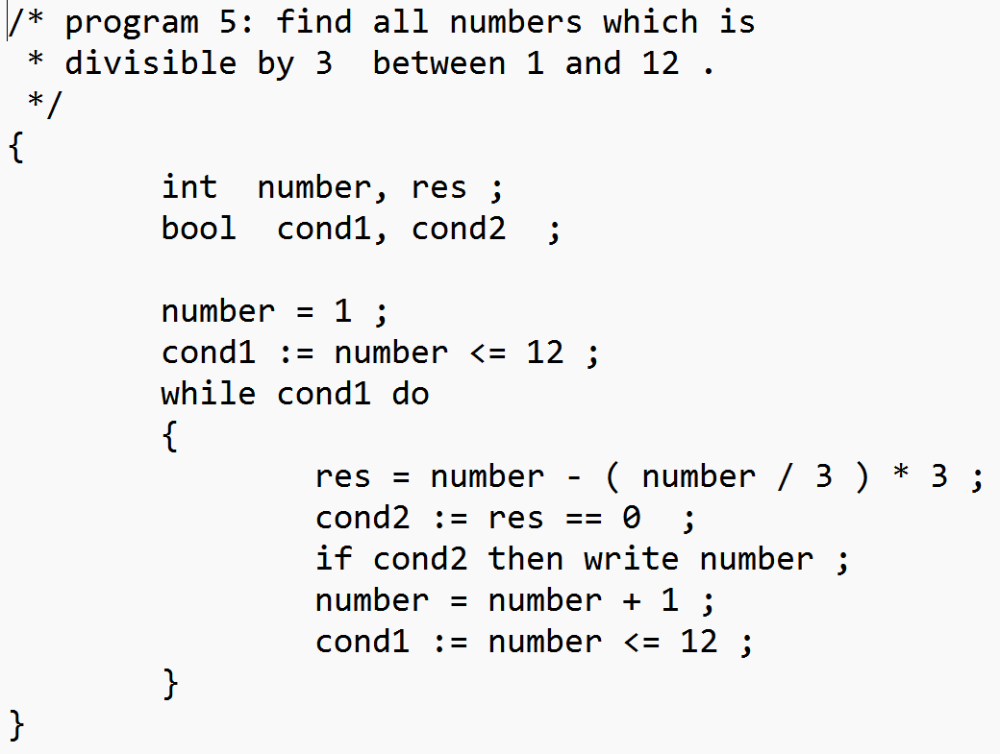 /* program 5: find all numbers which is
 * divisible by 3  between 1 and 12 .
 */
{
        int  number, res ;
        bool  cond1, cond2  ;

        number = 1 ;
        cond1 := number <= 12 ;
        while cond1 do
        {
                res = number - ( number / 3 ) * 3 ;
                cond2 := res == 0  ;
                if cond2 then write number ;
                number = number + 1 ;
                cond1 := number <= 12 ;
        }
}